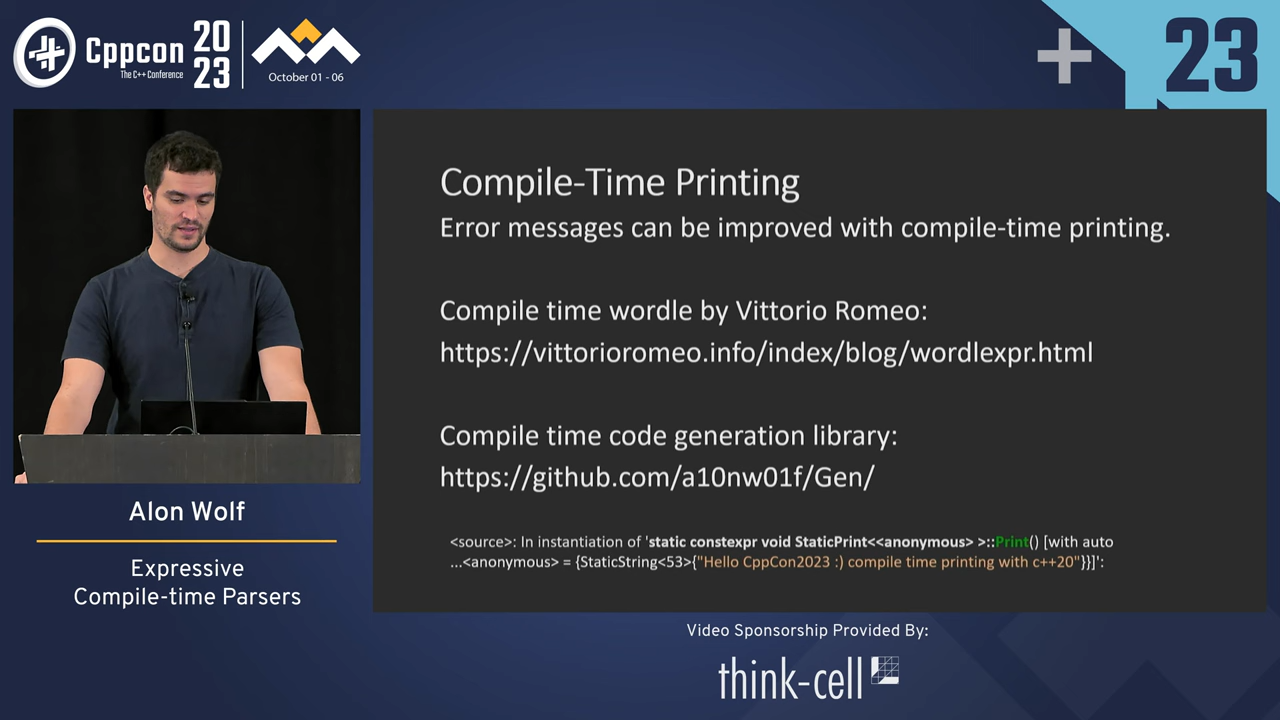 Cppcon
The C++ Conference
20
23
October 01 - 06
23
Compile-Time Printing
Error messages can be improved with compile-time printing.
Compile time wordle by Vittorio Romeo:
https://vittorioromeo.info/index/blog/wordlexpr.html
Compile time code generation library:
https://github.com/a10nw01f/Gen/
<source>: In instantiation of 'static constexpr void StaticPrint<<anonymous> >::Print() [with auto
...<anonymous> = {StaticString<53>{"Hello CppCon2023 :) compile time printing with c++20"}}]':
Alon Wolf
Expressive
Compile-time Parsers
Video Sponsorship Provided By:
think-cell